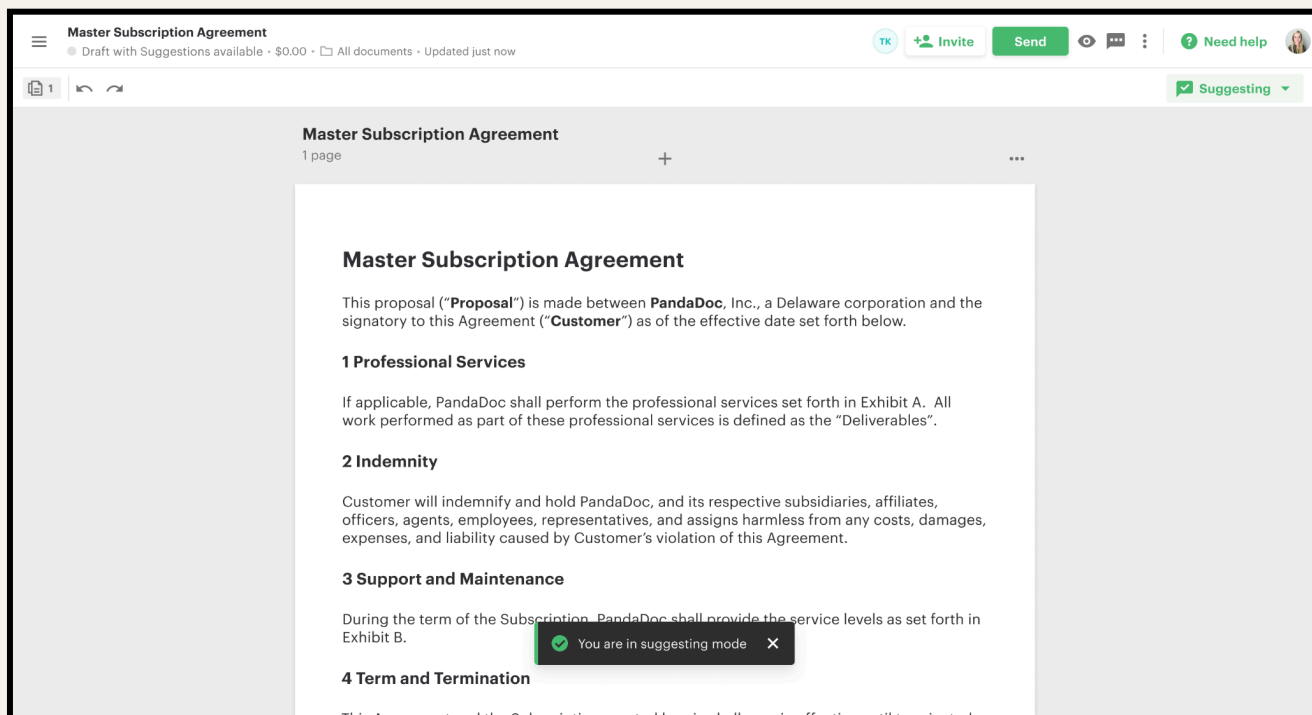 Master Subscription Agreement
Draft with Suggestions available • $0.00 • All documents • Updated just now
TK
Invite
Send
? Need help
1
Suggesting
Master Subscription Agreement
1 page
Master Subscription Agreement
This proposal (“Proposal”) is made between PandaDoc, Inc., a Delaware corporation and the
signatory to this Agreement (“Customer”) as of the effective date set forth below.
1 Professional Services
If applicable, PandaDoc shall perform the professional services set forth in Exhibit A. All
work performed as part of these professional services is defined as the “Deliverables”.
2 Indemnity
Customer will indemnify and hold PandaDoc, and its respective subsidiaries, affiliates,
officers, agents, employees, representatives, and assigns harmless from any costs, damages,
expenses, and liability caused by Customer’s violation of this Agreement.
3 Support and Maintenance
During the term of the Subscription, PandaDoc shall provide the service levels as set forth in
Exhibit B.
You are in suggesting mode
4 Term and Termination